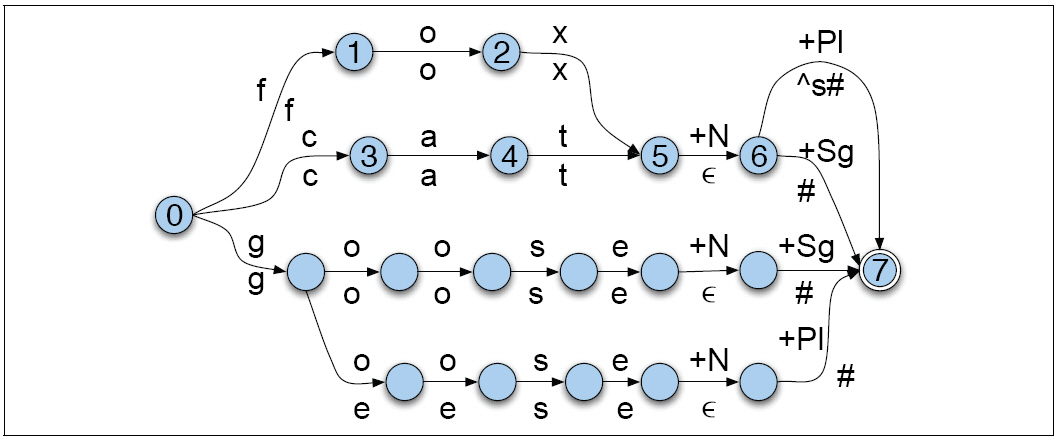 +Pl
o x
1 2
o x ^s#
f
f
c a t +N +Sg
3 4 5 6
c a t ϵ #
0
g o o s e +N +Sg
7
g o o s e ϵ #
+Pl
o o s e +N
#
e e s e ϵ